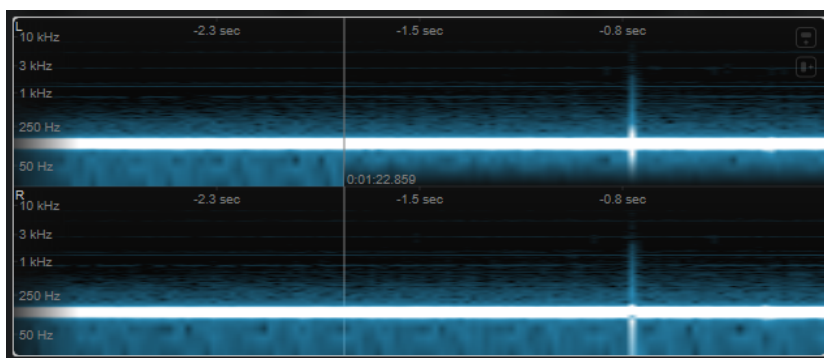 L
-2.3 sec -1.5 sec -0.8 sec
10 kHz
3 kHz
1 kHz
250 Hz
50 Hz
0:01:22.859
R
-2.3 sec -1.5 sec -0.8 sec
10 kHz
3 kHz
1 kHz
250 Hz
50 Hz